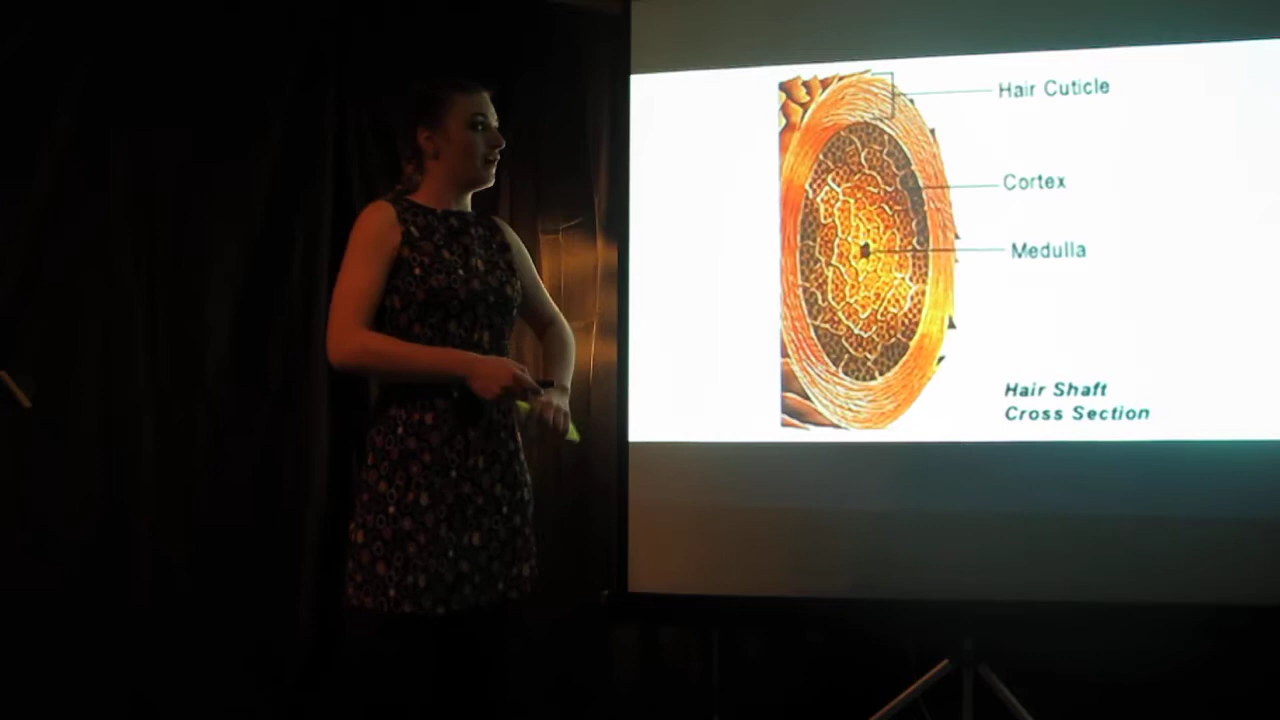 Hair Cuticle
Cortex
Medulla
Hair Shaft
Cross Section